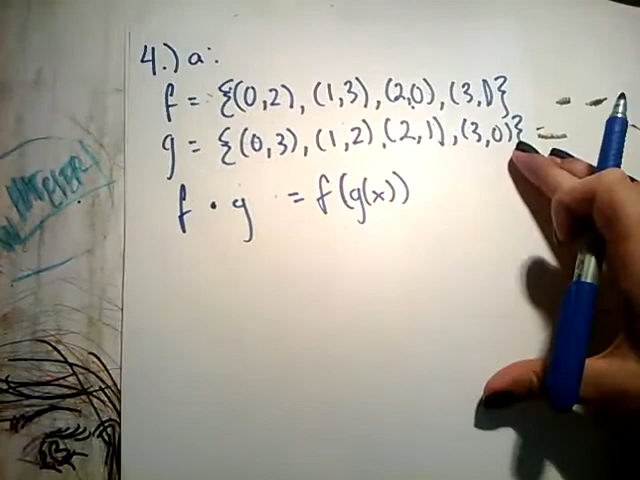 4.) a:
f = {(0,2), (1,3), (2,0), (3,1)}
g = {(0,3), (1,2), (2,1), (3,0)}
f • g = f(g(x))